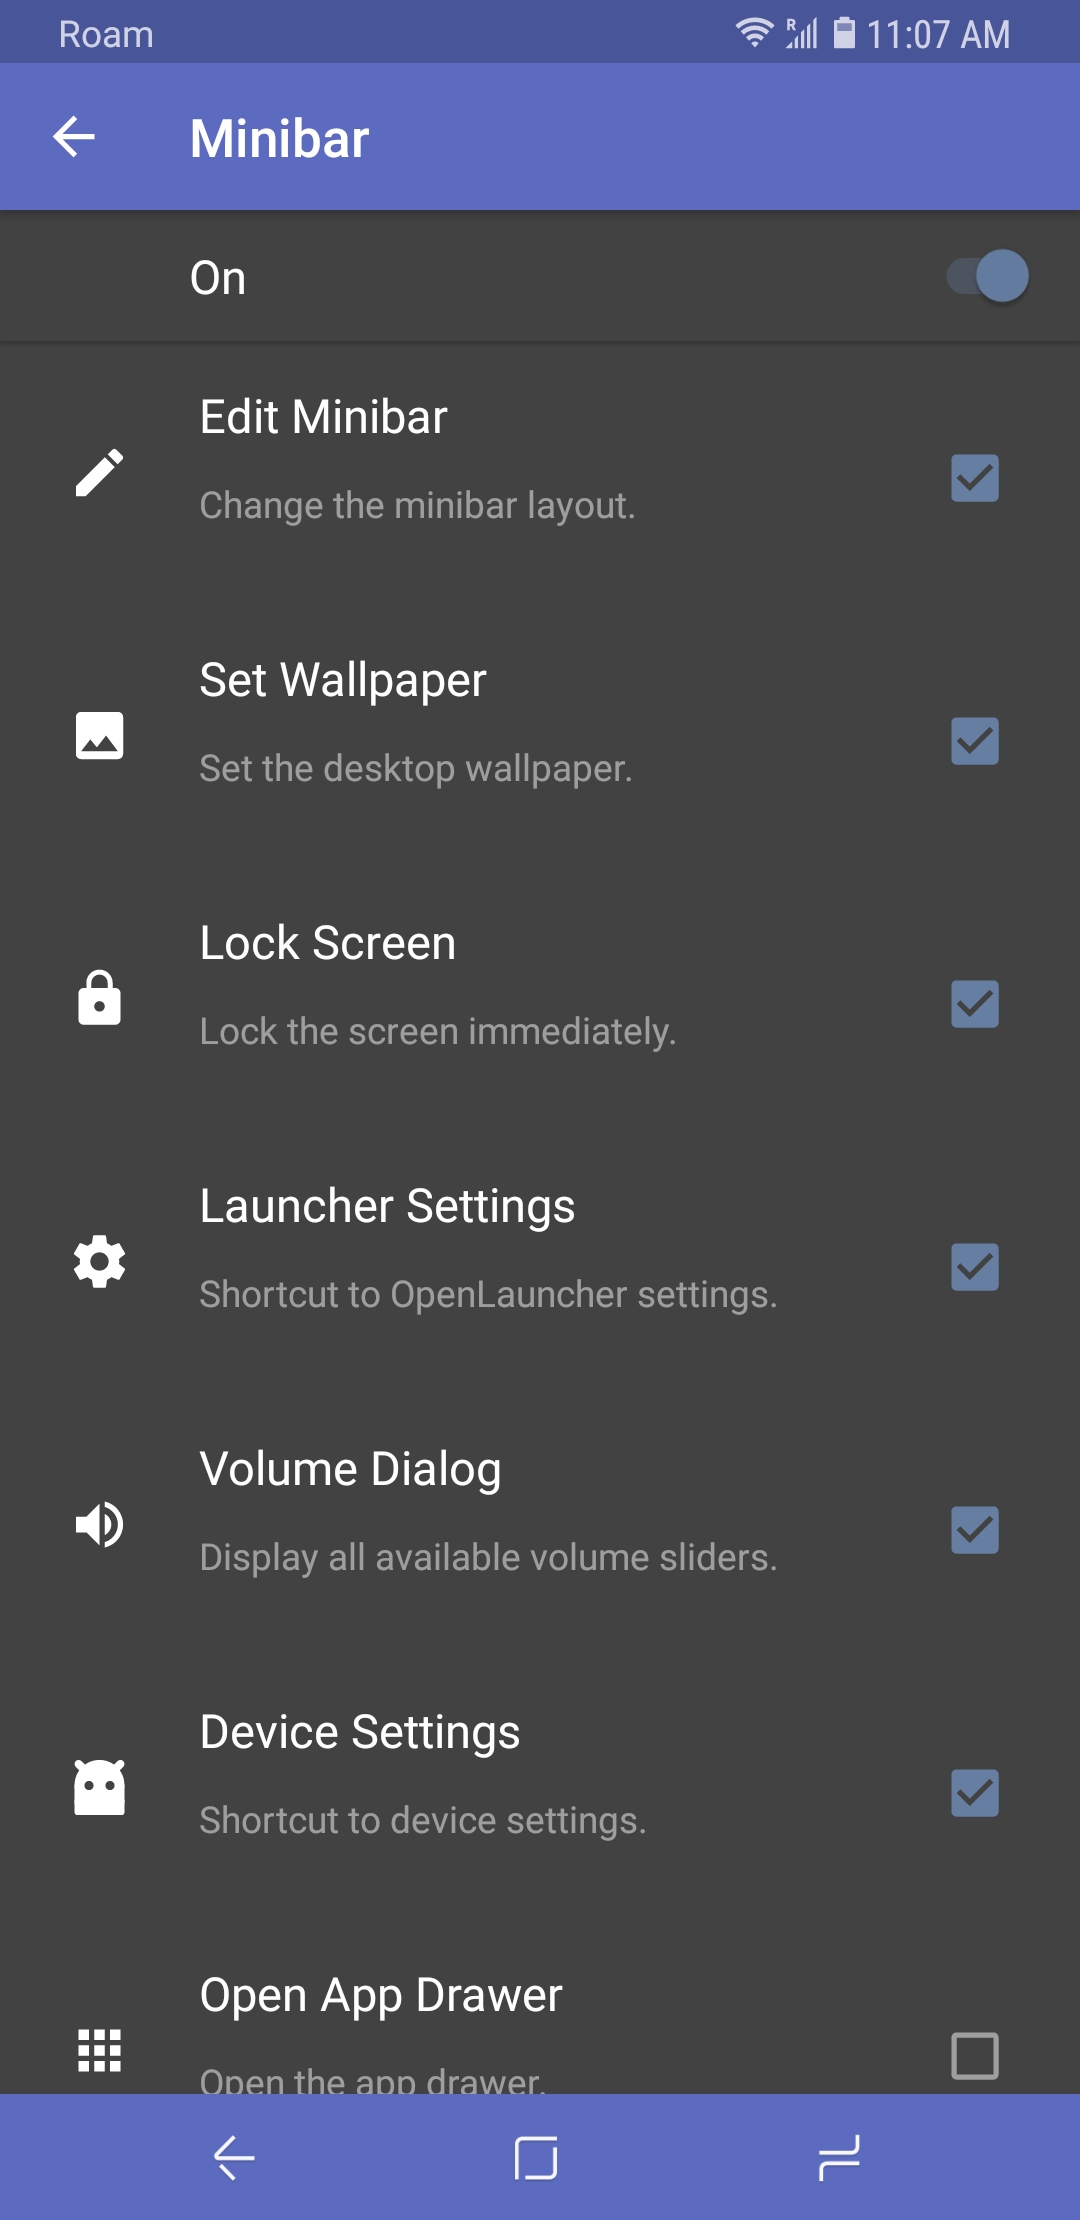 Roam R 11:07 AM
Minibar
On
Edit Minibar
Change the minibar layout.
Set Wallpaper
Set the desktop wallpaper.
Lock Screen
Lock the screen immediately.
Launcher Settings
Shortcut to OpenLauncher settings.
Volume Dialog
Display all available volume sliders.
Device Settings
Shortcut to device settings.
Open App Drawer
Open the app drawer.